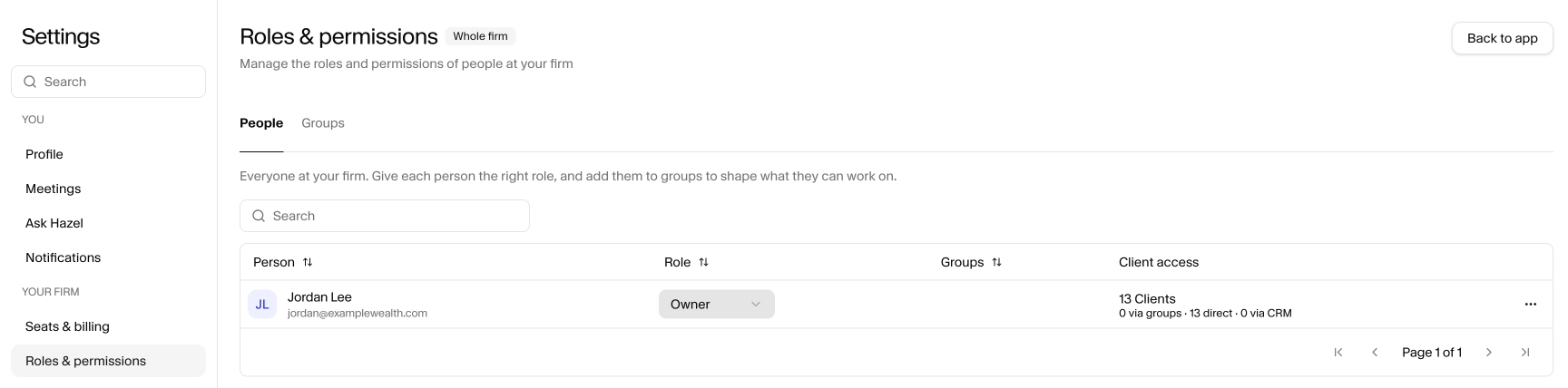 Settings
Search
YOU
Profile
Meetings
Ask Hazel
Notifications
YOUR FIRM
Seats & billing
Roles & permissions
Roles & permissions Whole firm
Manage the roles and permissions of people at your firm
Back to app
People Groups
Everyone at your firm. Give each person the right role, and add them to groups to shape what they can work on.
Search
Person Role Groups Client access
JL Jordan Lee Owner 13 Clients
jordan@examplewealth.com 0 via groups · 13 direct · 0 via CRM
Page 1 of 1